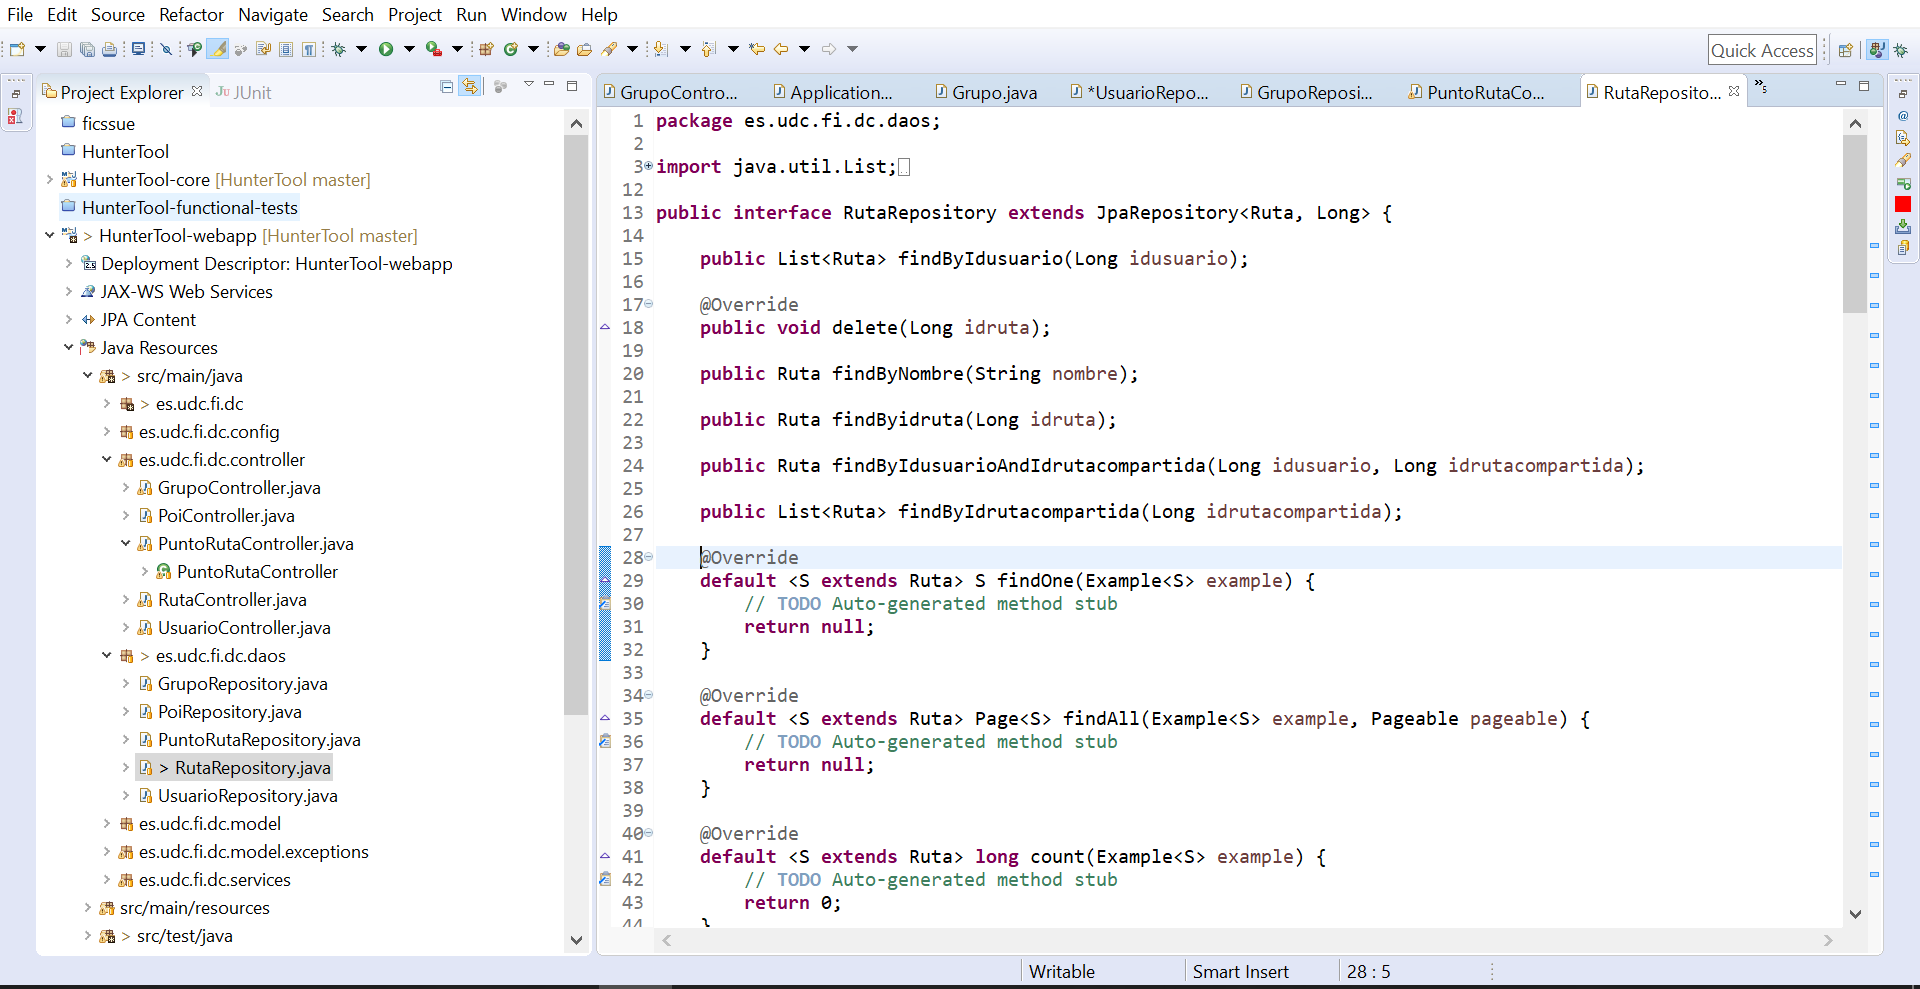 File Edit Source Refactor Navigate Search Project Run Window Help
Quick Access
Project Explorer
JUnit
ficssue
HunterTool
HunterTool-core [HunterTool master]
HunterTool-functional-tests
> HunterTool-webapp [HunterTool master]
Deployment Descriptor: HunterTool-webapp
JAX-WS Web Services
JPA Content
Java Resources
> src/main/java
> es.udc.fi.dc
es.udc.fi.dc.config
es.udc.fi.dc.controller
GrupoController.java
PoiController.java
PuntoRutaController.java
PuntoRutaController
RutaController.java
UsuarioController.java
> es.udc.fi.dc.daos
GrupoRepository.java
PoiRepository.java
PuntoRutaRepository.java
> RutaRepository.java
UsuarioRepository.java
es.udc.fi.dc.model
es.udc.fi.dc.model.exceptions
es.udc.fi.dc.services
src/main/resources
> src/test/java
GrupoContro... Application... Grupo.java *UsuarioRepo... GrupoReposi... PuntoRutaCo... RutaReposito... »5
1 package es.udc.fi.dc.daos;
2
3 import java.util.List;
12
13 public interface RutaRepository extends JpaRepository<Ruta, Long> {
14
15 public List<Ruta> findByIdusuario(Long idusuario);
16
17 @Override
18 public void delete(Long idruta);
19
20 public Ruta findByNombre(String nombre);
21
22 public Ruta findByidruta(Long idruta);
23
24 public Ruta findByIdusuarioAndIdrutacompartida(Long idusuario, Long idrutacompartida);
25
26 public List<Ruta> findByIdrutacompartida(Long idrutacompartida);
27
28 @Override
29 default <S extends Ruta> S findOne(Example<S> example) {
30 // TODO Auto-generated method stub
31 return null;
32 }
33
34 @Override
35 default <S extends Ruta> Page<S> findAll(Example<S> example, Pageable pageable) {
36 // TODO Auto-generated method stub
37 return null;
38 }
39
40 @Override
41 default <S extends Ruta> long count(Example<S> example) {
42 // TODO Auto-generated method stub
43 return 0;
44 }
Writable
Smart Insert
28 : 5